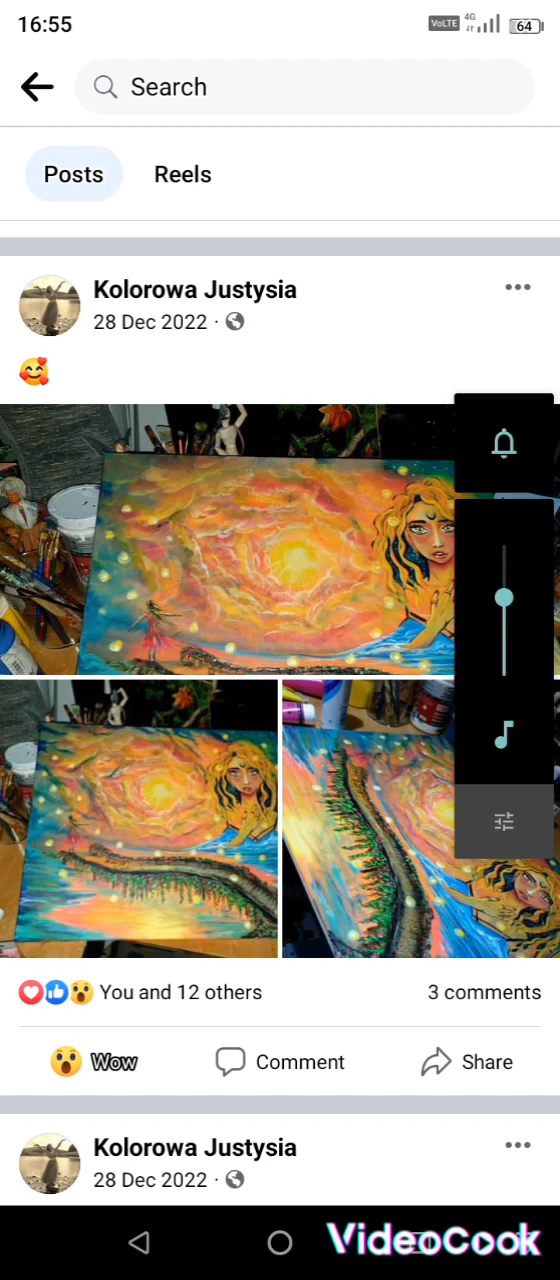 16:55
VoLTE 4G 64
Search
Posts Reels
Kolorowa Justysia
28 Dec 2022 ·
You and 12 others 3 comments
Wow Comment Share
Kolorowa Justysia
28 Dec 2022 ·
VideoCook